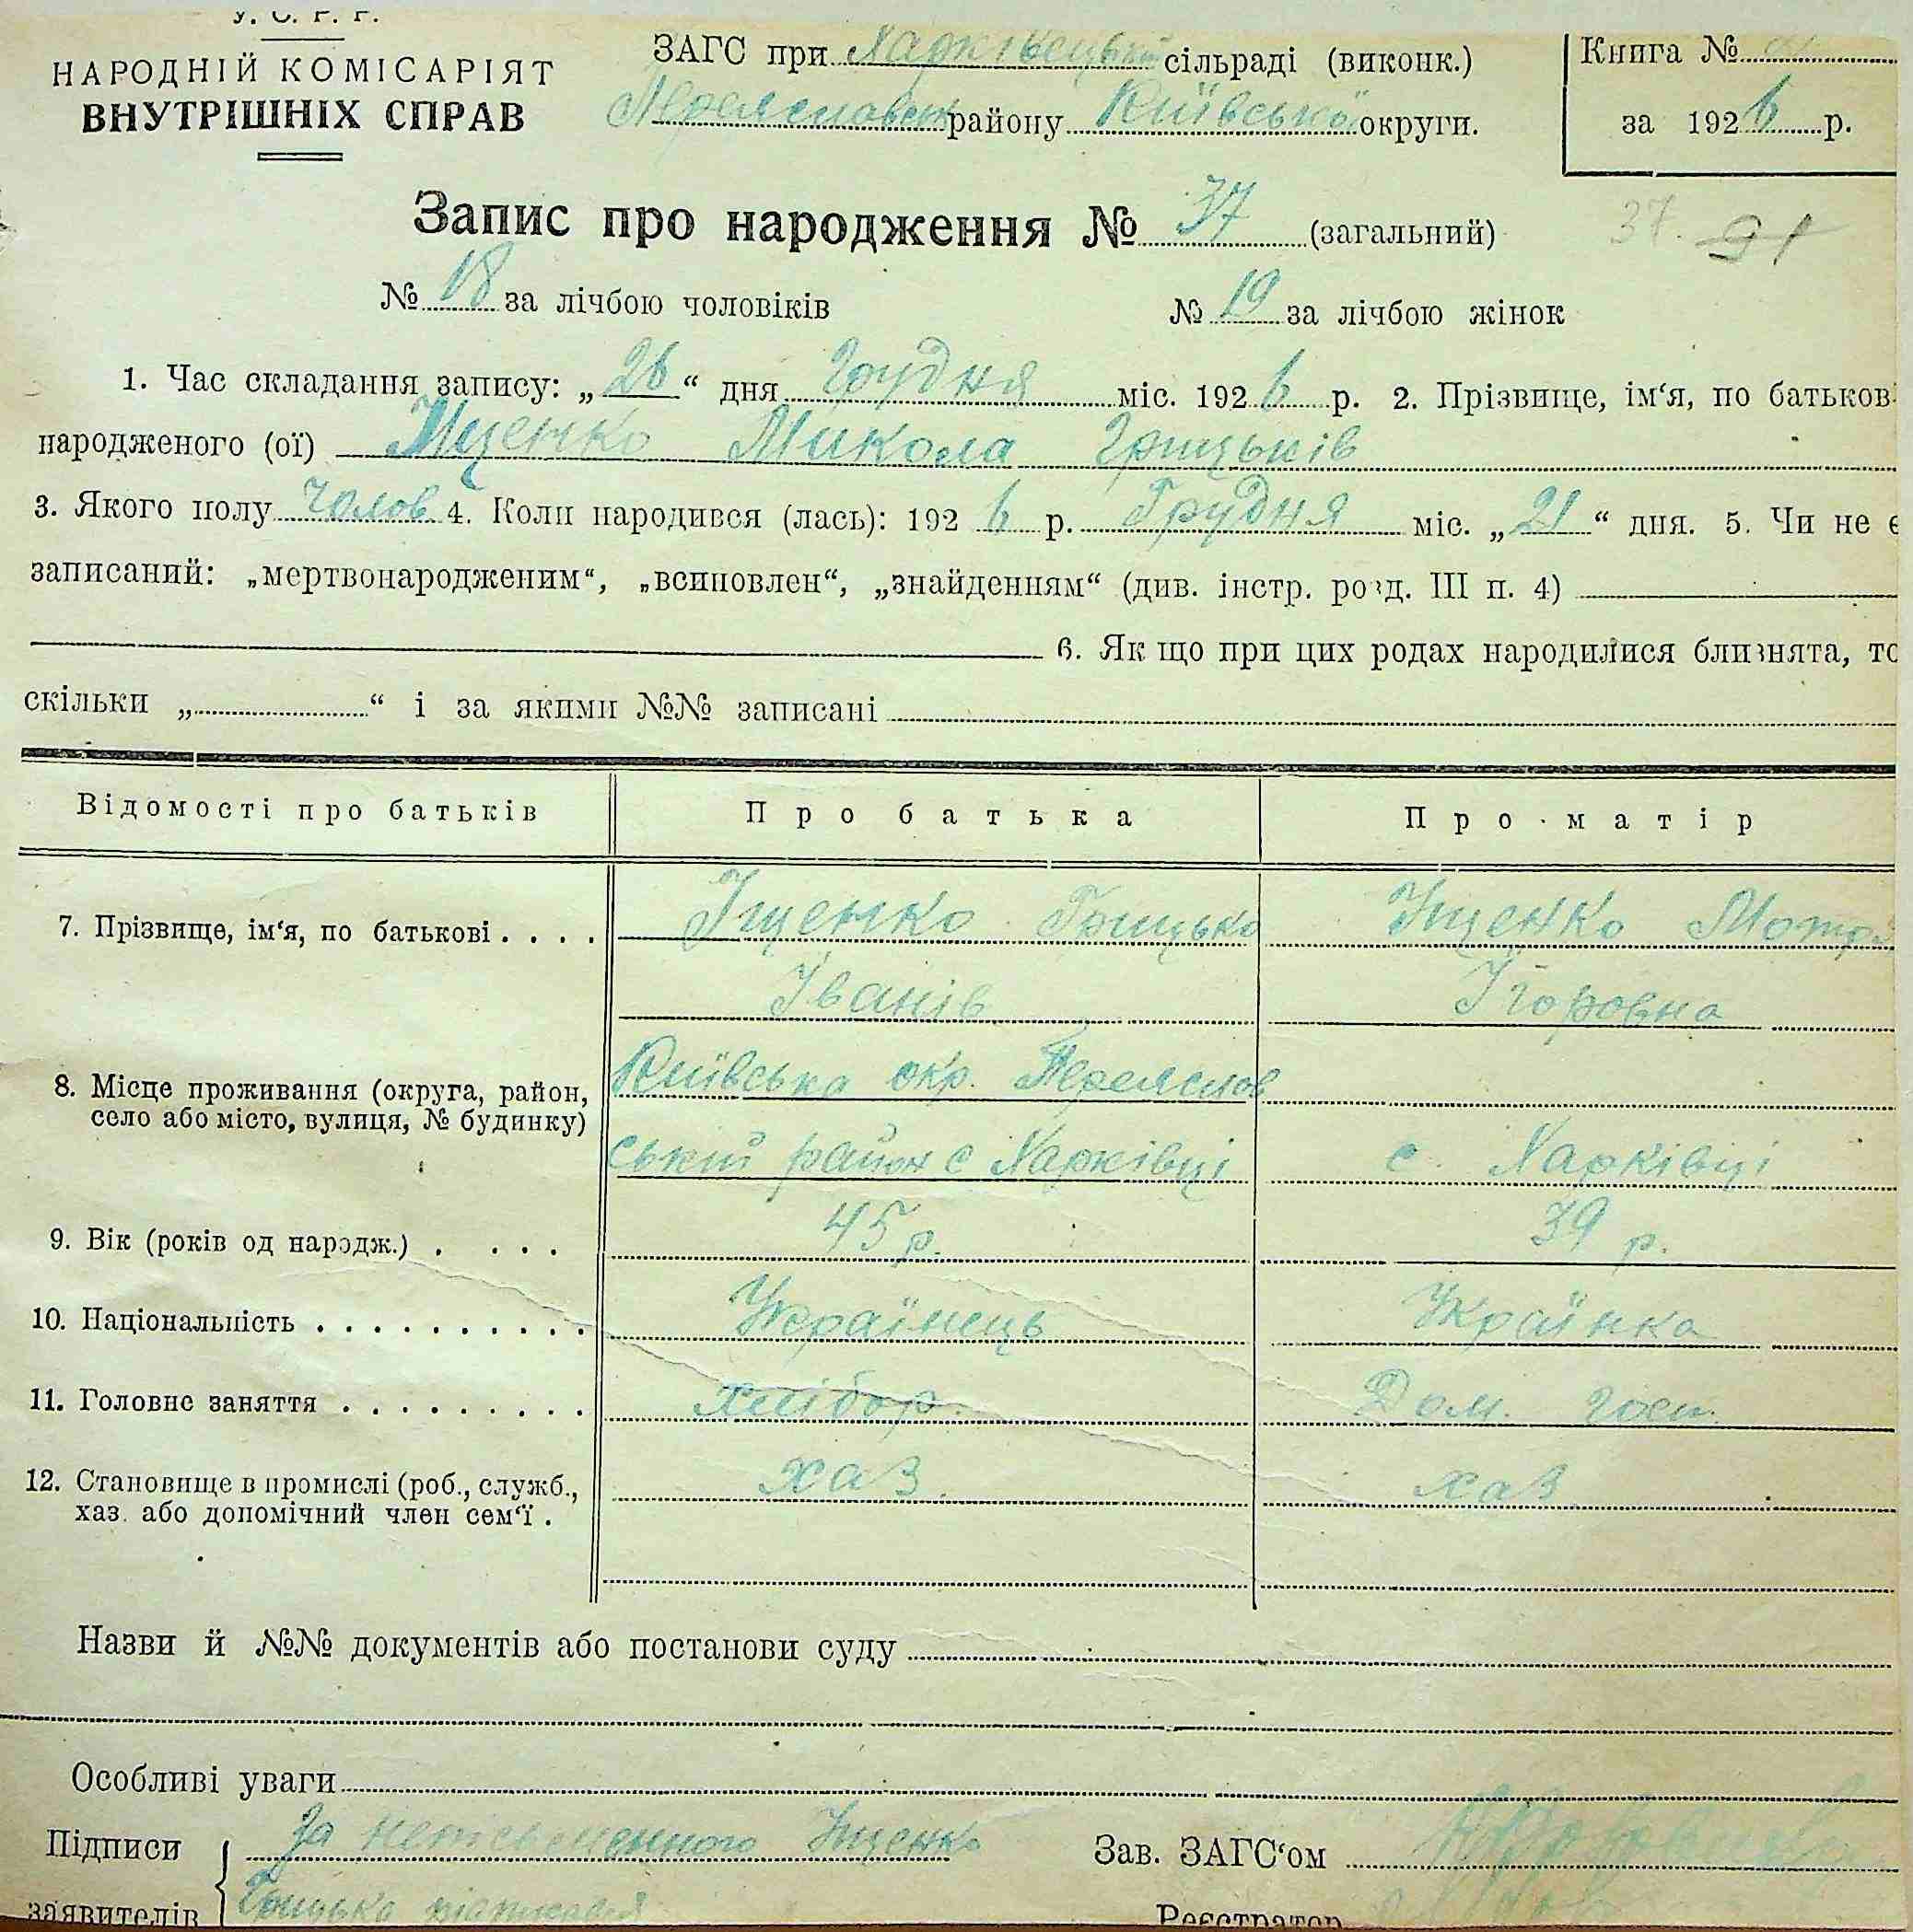 У. С. Р. Р.
НАРОДНІЙ КОМІСАРІЯТ
ВНУТРІШНІХ СПРАВ
ЗАГС при Харківецькій сільраді (виконк.)
Переяславськ району Київської округи.
Книга №
за 1926 р.
Запис про народження № 37 (загальний)
37. 91
№ 18 за лічбою чоловіків № 19 за лічбою жінок
1. Час складання запису: „26“ дня Грудня міс. 1926 р. 2. Прізвище, ім‘я, по батьков
народженого (ої) Іщенко Микола Грицьків
3. Якого полу Чолов. 4. Коли народився (лась): 1926 р. Грудня міс. „21“ дня. 5. Чи не є
записаний: „мертвонародженим“, „всиновлен“, „знайденням“ (див. інстр. розд. III п. 4)
6. Як що при цих родах народилися близнята, то
скільки „ “ і за якими №№ записані
Відомості про батьків Про батька Про матір
7. Прізвище, ім‘я, по батькові . . . . Іщенко Грицько Іщенко Мотря
Іванів Ігоровна
8. Місце проживання (округа, район, Київська окр. Переяслов
село або місто, вулиця, № будинку)
ський район с Харківці с. Харківці
9. Вік (років од народж.) . . . . 45 р. 39 р.
10. Національність . . . . . . . . . . Українець Українка
11. Головне заняття . . . . . . . . . хлібор. Дом. госп.
12. Становище в промислі (роб., служб., хаз. хаз
хаз. або допомічний член сем‘ї .
Назви й №№ документів або постанови суду
Особливі уваги
Підписи За неписьменного Іщенко Зав. ЗАГС‘ом
заявителів Грицька підписався Реєстратор